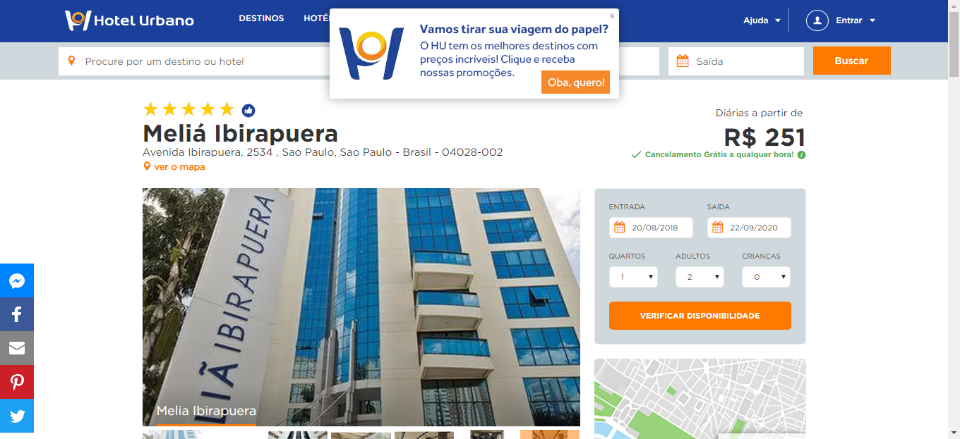 Hotel Urbano
DESTINOS
HOTÉ
Ajuda
Entrar
x
Vamos tirar sua viagem do papel?
O HU tem os melhores destinos com
preços incríveis! Clique e receba
nossas promoções.
Oba, quero!
Procure por um destino ou hotel
Saída
Buscar
Meliá Ibirapuera
Avenida Ibirapuera, 2534 , Sao Paulo, Sao Paulo - Brasil - 04028-002
ver o mapa
Diárias a partir de
R$ 251
Cancelamento Grátis a qualquer hora!
LIÃ IBIRAPUERA
Melia Ibirapuera
ENTRADA
SAÍDA
20/08/2018
22/09/2020
QUARTOS
ADULTOS
CRIANÇAS
1
2
0
VERIFICAR DISPONIBILIDADE